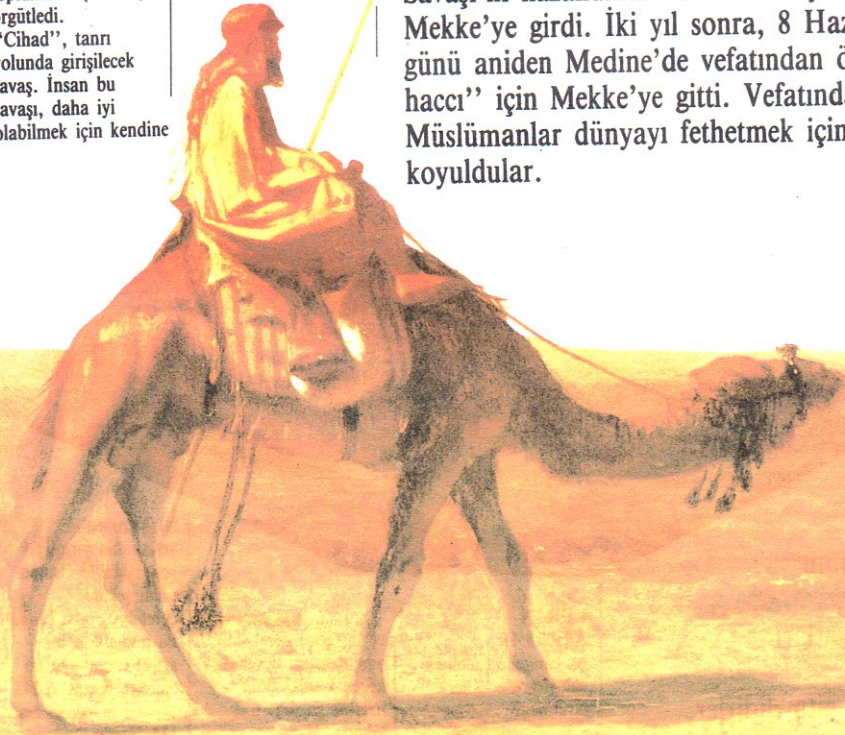 örgütledi.
"Cihad", tanrı
yolunda girişilecek
savaş. İnsan bu
savaşı, daha iyi
olabilmek için kendine
Mekke'ye girdi. İki yıl sonra, 8 Haz
günü aniden Medine'de vefatından ö
haccı" için Mekke'ye gitti. Vefatında
Müslümanlar dünyayı fethetmek için
koyuldular.